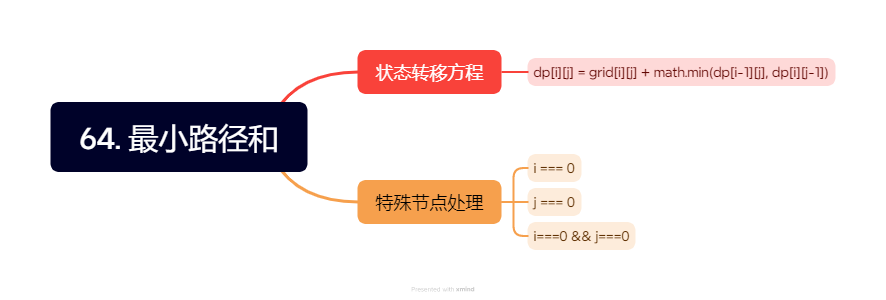 64. 最小路径和
状态转移方程
dp[i][j] = grid[i][j] + math.min(dp[i-1][j], dp[i][j-1])
特殊节点处理
i === 0
j === 0
i===0 && j===0
Presented with xmind